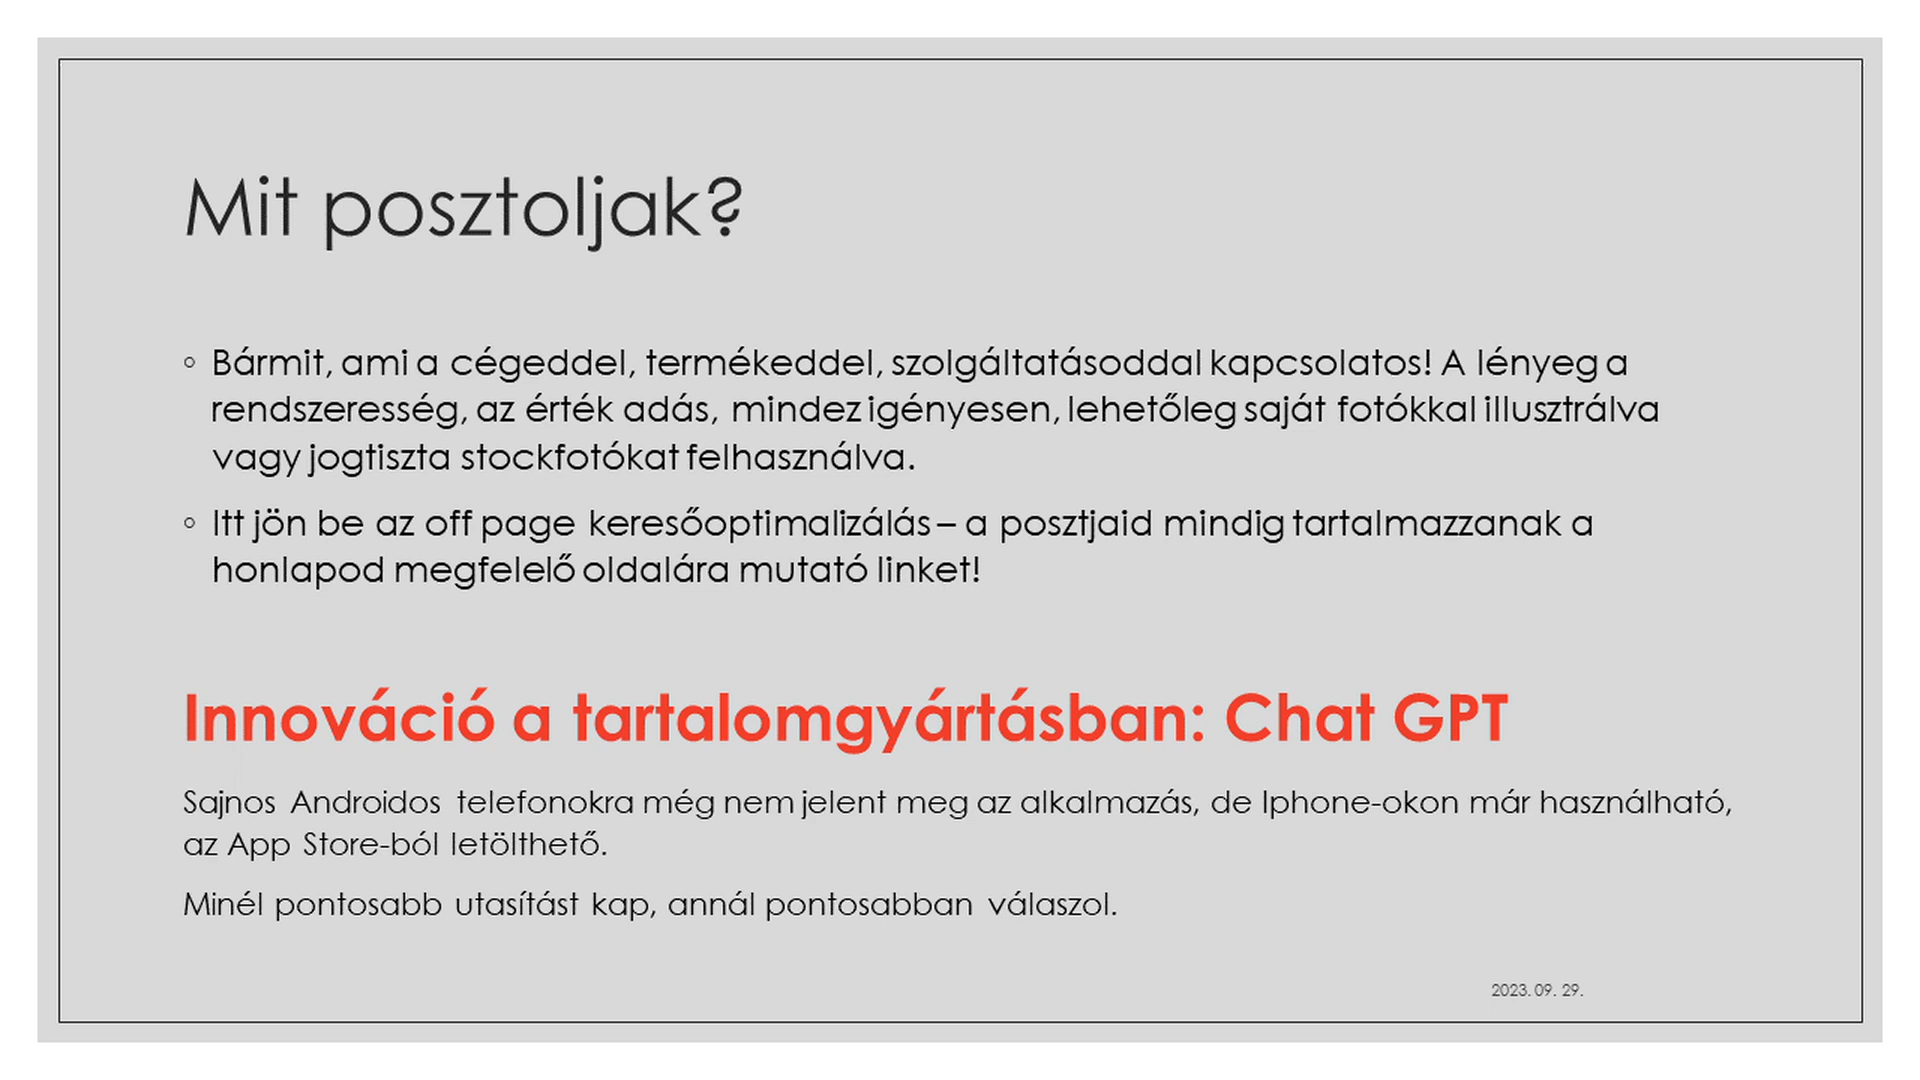 Mit posztoljak?
◦ Bármit, ami a cégeddel, termékeddel, szolgáltatásoddal kapcsolatos! A lényeg a
rendszeresség, az érték adás, mindez igényesen, lehetőleg saját fotókkal illusztrálva
vagy jogtiszta stockfotókat felhasználva.
◦ Itt jön be az off page keresőoptimalizálás – a posztjaid mindig tartalmazzanak a
honlapod megfelelő oldalára mutató linket!
Innováció a tartalomgyártásban: Chat GPT
Sajnos Androidos telefonokra még nem jelent meg az alkalmazás, de Iphone-okon már használható,
az App Store-ból letölthető.
Minél pontosabb utasítást kap, annál pontosabban válaszol.
2023. 09. 29.